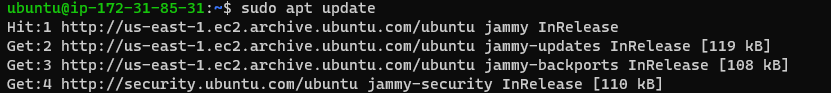 ubuntu@ip-172-31-85-31:~$ sudo apt update
Hit:1 http://us-east-1.ec2.archive.ubuntu.com/ubuntu jammy InRelease
Get:2 http://us-east-1.ec2.archive.ubuntu.com/ubuntu jammy-updates InRelease [119 kB]
Get:3 http://us-east-1.ec2.archive.ubuntu.com/ubuntu jammy-backports InRelease [108 kB]
Get:4 http://security.ubuntu.com/ubuntu jammy-security InRelease [110 kB]